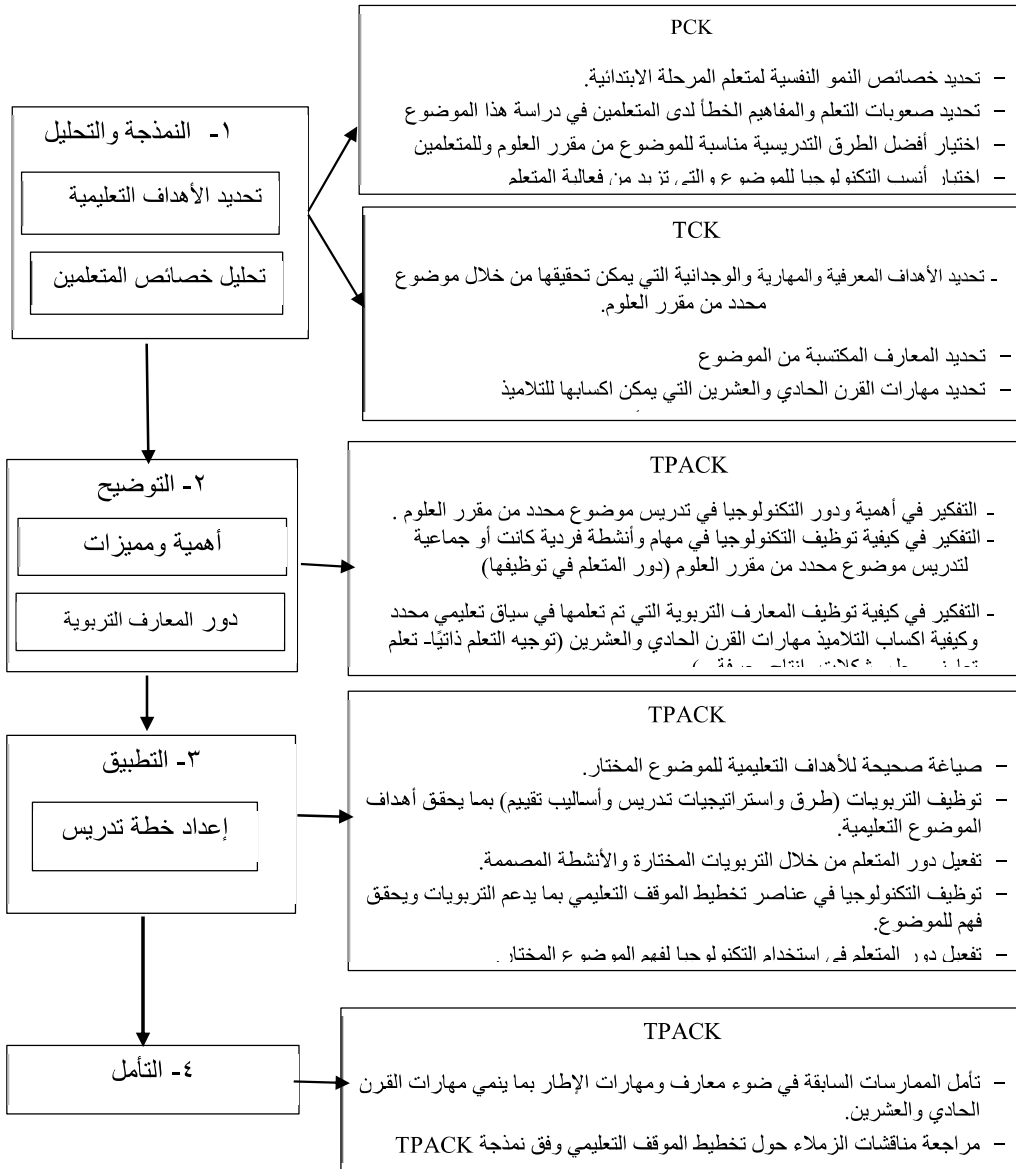 PCK
– تحديد خصائص النمو النفسية لمتعلم المرحلة الابتدائية.
– تحديد صعوبات التعلم والمفاهيم الخطأ لدى المتعلمين في دراسة هذا الموضوع
– اختيار أفضل الطرق التدريسية مناسبة للموضوع من مقرر العلوم وللمتعلمين
– اختيار أنسب التكنولوجيا للموضوع والتي تزيد من فعالية المتعلم
١- النمذجة والتحليل
تحديد الأهداف التعليمية
تحليل خصائص المتعلمين
TCK
- تحديد الأهداف المعرفية والمهارية والوجدانية التي يمكن تحقيقها من خلال موضوع
محدد من مقرر العلوم.
– تحديد المعارف المكتسبة من الموضوع
– تحديد مهارات القرن الحادي والعشرين التي يمكن اكسابها للتلاميذ
٢- التوضيح
أهمية ومميزات
دور المعارف التربوية
TPACK
- التفكير في أهمية ودور التكنولوجيا في تدريس موضوع محدد من مقرر العلوم .
- التفكير في كيفية توظيف التكنولوجيا في مهام وأنشطة فردية كانت أو جماعية
لتدريس موضوع محدد من مقرر العلوم (دور المتعلم في توظيفها)
- التفكير في كيفية توظيف المعارف التربوية التي تم تعلمها في سياق تعليمي محدد
وكيفية اكساب التلاميذ مهارات القرن الحادي والعشرين (توجيه التعلم ذاتيًا- تعلم
٣- التطبيق
إعداد خطة تدريس
TPACK
– صياغة صحيحة للأهداف التعليمية للموضوع المختار.
– توظيف التربويات (طرق واستراتيجيات تدريس وأساليب تقييم) بما يحقق أهداف
الموضوع التعليمية.
– تفعيل دور المتعلم من خلال التربويات المختارة والأنشطة المصممة.
– توظيف التكنولوجيا في عناصر تخطيط الموقف التعليمي بما يدعم التربويات ويحقق
فهم للموضوع.
– تفعيل دور المتعلم في استخدام التكنولوجيا لفهم الموضوع المختار.
٤- التأمل
TPACK
– تأمل الممارسات السابقة في ضوء معارف ومهارات الإطار بما ينمي مهارات القرن
الحادي والعشرين.
– مراجعة مناقشات الزملاء حول تخطيط الموقف التعليمي وفق نمذجة TPACK